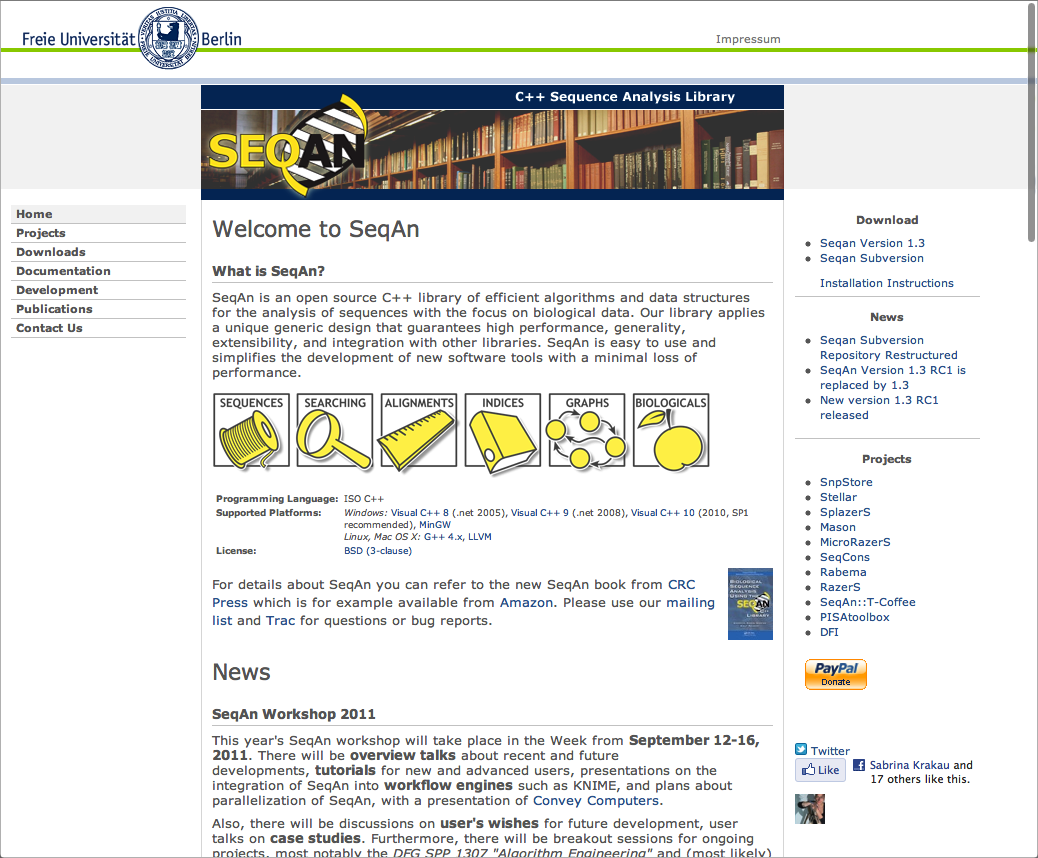 Freie Universität Berlin
Impressum
C++ Sequence Analysis Library
SEQAN
Home
Projects
Downloads
Documentation
Development
Publications
Contact Us
Welcome to SeqAn
What is SeqAn?
SeqAn is an open source C++ library of efficient algorithms and data structures
for the analysis of sequences with the focus on biological data. Our library applies
a unique generic design that guarantees high performance, generality,
extensibility, and integration with other libraries. SeqAn is easy to use and
simplifies the development of new software tools with a minimal loss of
performance.
SEQUENCES SEARCHING ALIGNMENTS INDICES GRAPHS BIOLOGICALS
Programming Language: ISO C++
Supported Platforms: Windows: Visual C++ 8 (.net 2005), Visual C++ 9 (.net 2008), Visual C++ 10 (2010, SP1
recommended), MinGW
Linux, Mac OS X: G++ 4.x, LLVM
License: BSD (3-clause)
For details about SeqAn you can refer to the new SeqAn book from CRC
Press which is for example available from Amazon. Please use our mailing
list and Trac for questions or bug reports.
BIOLOGICAL
SEQUENCE
ANALYSIS
SEQAN
LIBRARY
News
SeqAn Workshop 2011
This year's SeqAn workshop will take place in the Week from September 12-16,
2011. There will be overview talks about recent and future
developments, tutorials for new and advanced users, presentations on the
integration of SeqAn into workflow engines such as KNIME, and plans about
parallelization of SeqAn, with a presentation of Convey Computers.
Also, there will be discussions on user's wishes for future development, user
talks on case studies. Furthermore, there will be breakout sessions for ongoing
projects, most notably the DFG SPP 1307 "Algorithm Engineering" and (most likely)
Download
Seqan Version 1.3
Seqan Subversion
Installation Instructions
News
Seqan Subversion
Repository Restructured
SeqAn Version 1.3 RC1 is
replaced by 1.3
New version 1.3 RC1
released
Projects
SnpStore
Stellar
SplazerS
Mason
MicroRazerS
SeqCons
Rabema
RazerS
SeqAn::T-Coffee
PISAtoolbox
DFI
PayPal
Donate
Twitter
Like
Sabrina Krakau and
17 others like this.